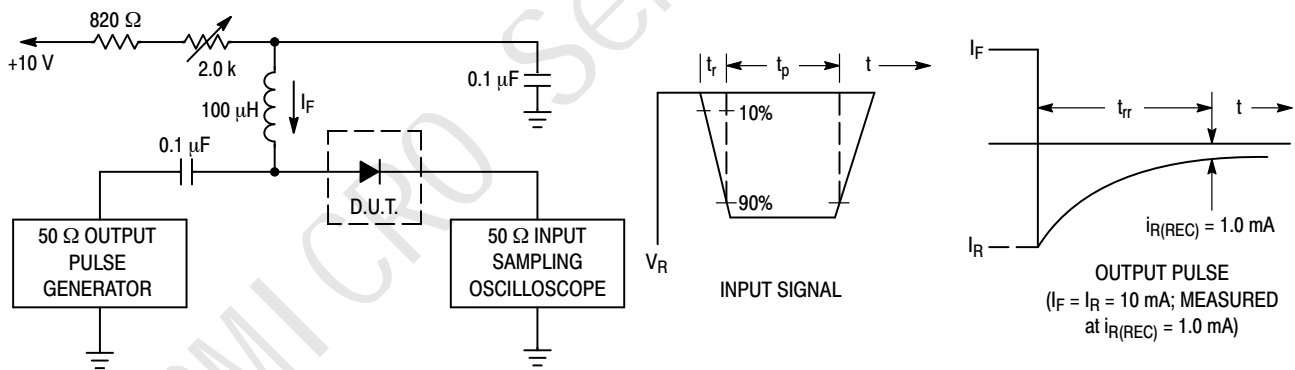 820 Ω
+10 V
2.0 k
100 μH
I_F
0.1 μF
0.1 μF
D.U.T.
50 Ω OUTPUT
PULSE
GENERATOR
50 Ω INPUT
SAMPLING
OSCILLOSCOPE
t_r
t_p
t
10%
90%
V_R
INPUT SIGNAL
I_F
t_rr
t
I_R
i_R(REC) = 1.0 mA
OUTPUT PULSE
(I_F = I_R = 10 mA; MEASURED
at i_R(REC) = 1.0 mA)
MICRO Se